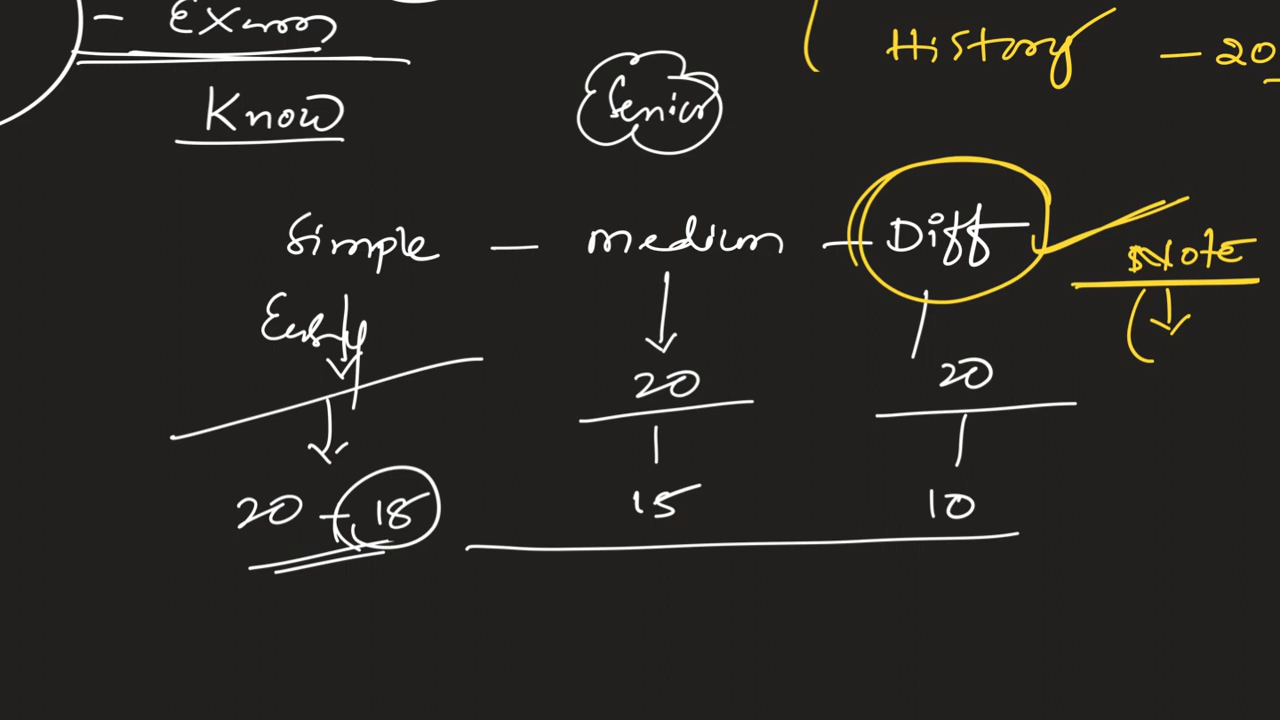 History - 20
Know
Senior
Simple - medium - Diff
Note
Easy
20 20
20 - 18 15 10